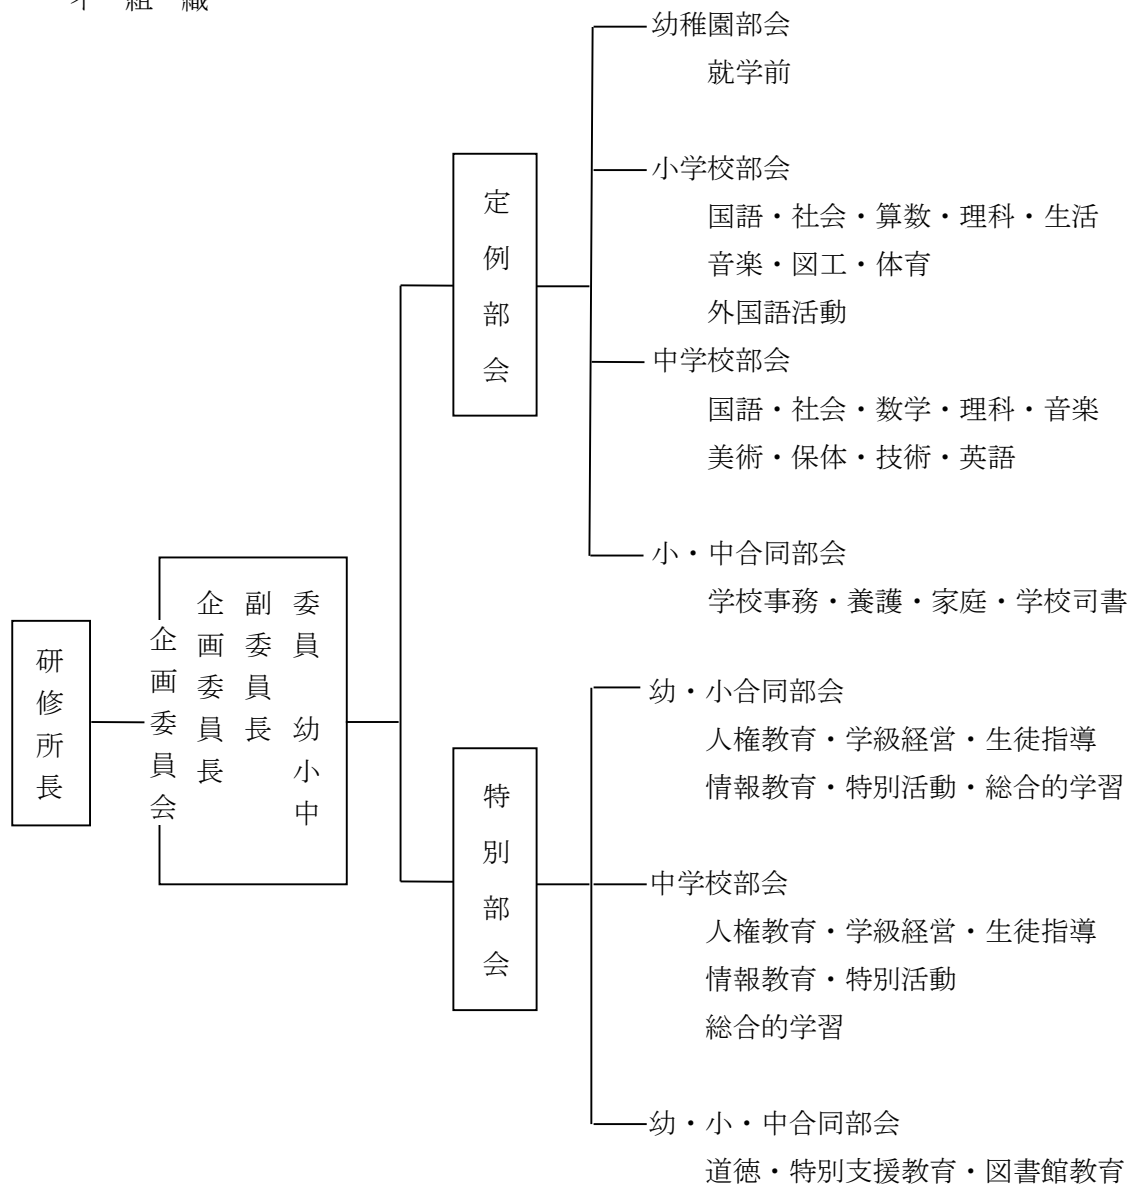 組 織
研修所長
企画委員会
企画委員長
副委員長
委員 幼小中
定例部会
幼稚園部会
就学前
小学校部会
国語・社会・算数・理科・生活
音楽・図工・体育
外国語活動
中学校部会
国語・社会・数学・理科・音楽
美術・保体・技術・英語
小・中合同部会
学校事務・養護・家庭・学校司書
特別部会
幼・小合同部会
人権教育・学級経営・生徒指導
情報教育・特別活動・総合的学習
中学校部会
人権教育・学級経営・生徒指導
情報教育・特別活動
総合的学習
幼・小・中合同部会
道徳・特別支援教育・図書館教育